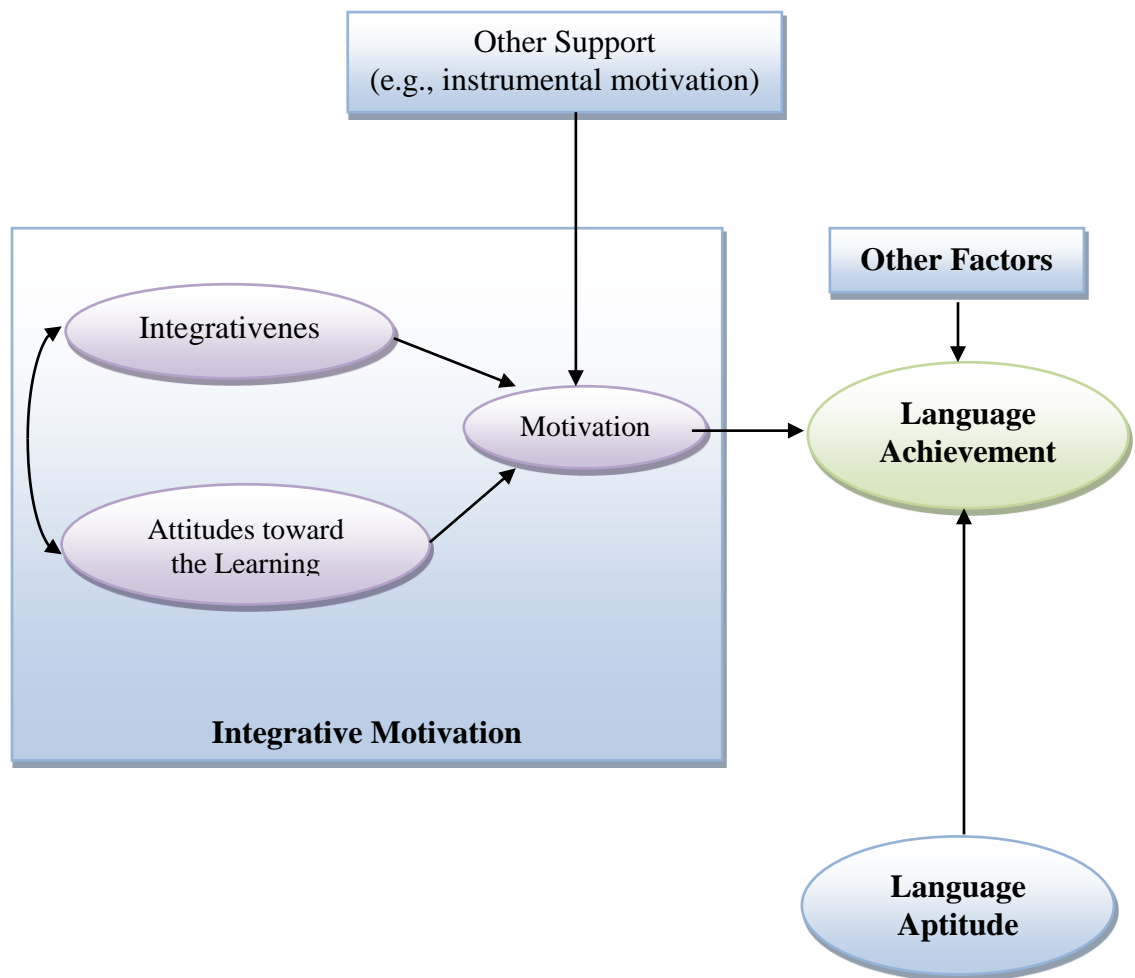 Other Support
(e.g., instrumental motivation)
Other Factors
Integrativenes
Motivation
Language
Achievement
Attitudes toward
the Learning
Integrative Motivation
Language
Aptitude